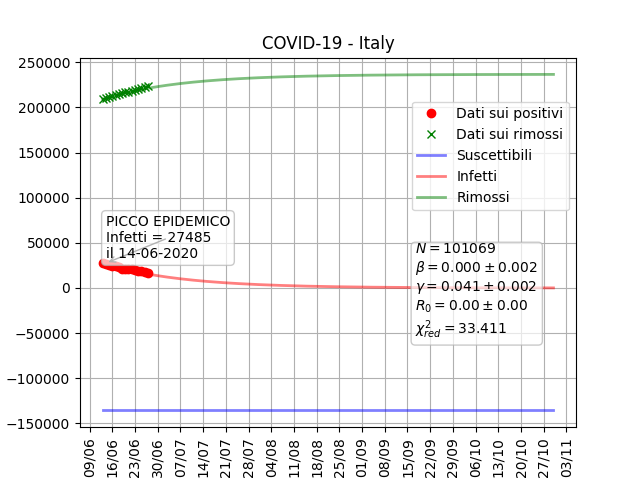 COVID-19 - Italy
250000
200000
150000
100000
50000
0
−50000
−100000
−150000
Dati sui positivi
Dati sui rimossi
Suscettibili
Infetti
Rimossi
PICCO EPIDEMICO
Infetti = 27485
il 14-06-2020
N = 101069
β = 0.000 ± 0.002
γ = 0.041 ± 0.002
R₀ = 0.00 ± 0.00
χ²red = 33.411
09/06
16/06
23/06
30/06
07/07
14/07
21/07
28/07
04/08
11/08
18/08
25/08
01/09
08/09
15/09
22/09
29/09
06/10
13/10
20/10
27/10
03/11